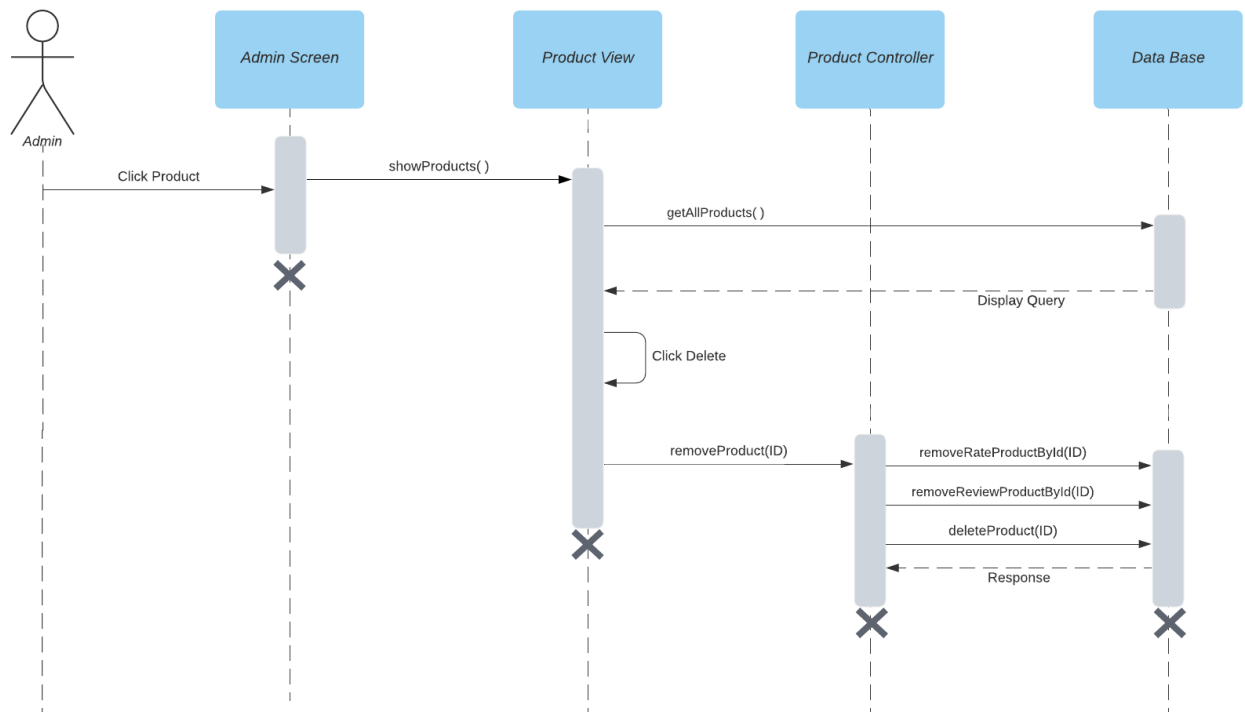 Admin Screen
Product View
Product Controller
Data Base
Admin
Click Product
showProducts( )
getAllProducts( )
Display Query
Click Delete
removeProduct(ID)
removeRateProductById(ID)
removeReviewProductById(ID)
deleteProduct(ID)
Response